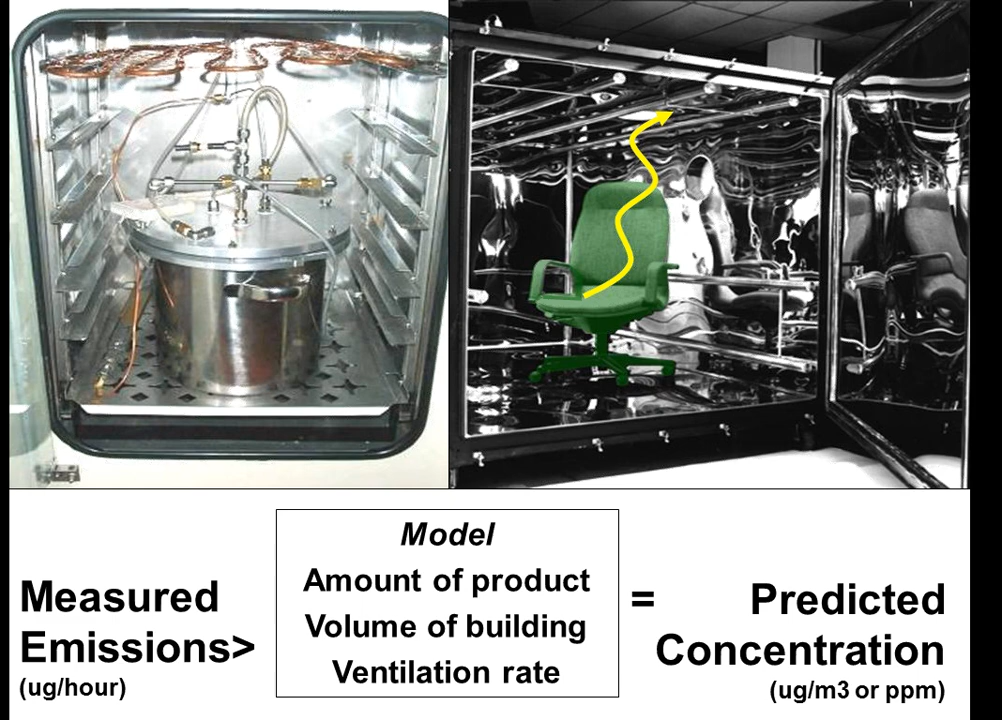 Measured
Emissions>
(ug/hour)
Model
Amount of product
Volume of building
Ventilation rate
=
Predicted
Concentration
(ug/m3 or ppm)